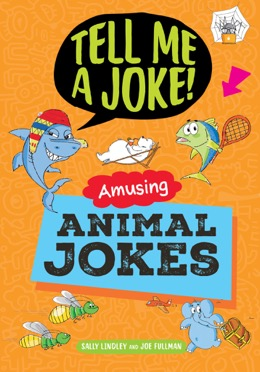 TELL ME
A JOKE!
Amusing
ANIMAL
JOKES
SALLY LINDLEY AND JOE FULLMAN